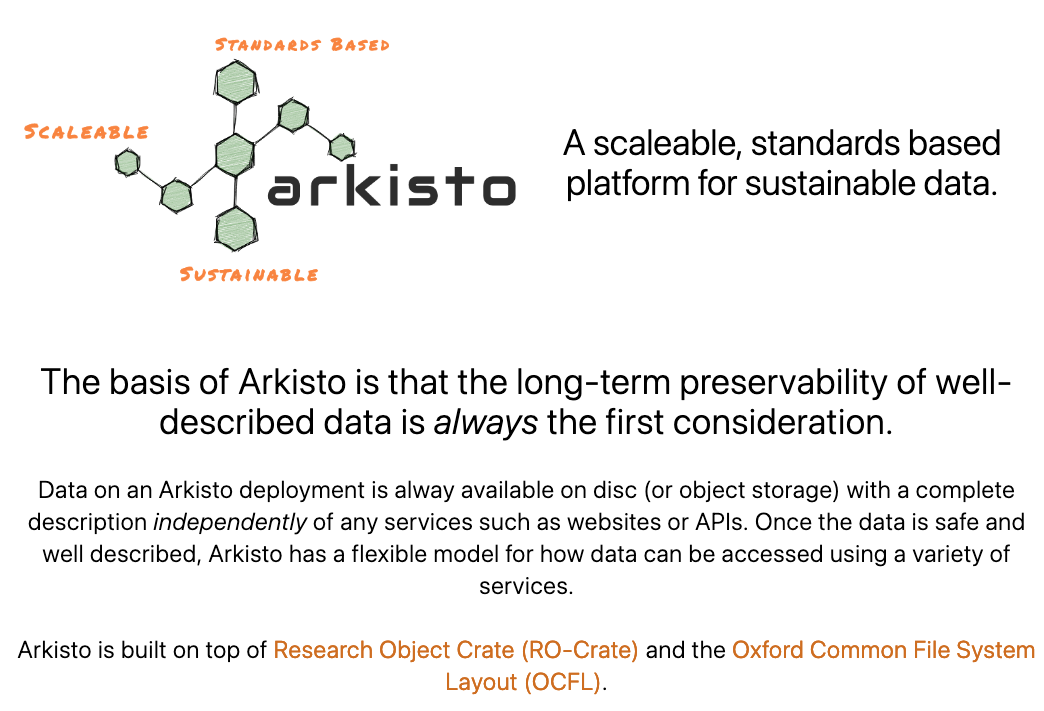 Standards Based
Scaleable
arkisto
Sustainable
A scaleable, standards based
platform for sustainable data.
The basis of Arkisto is that the long-term preservability of well-
described data is always the first consideration.
Data on an Arkisto deployment is alway available on disc (or object storage) with a complete
description independently of any services such as websites or APIs. Once the data is safe and
well described, Arkisto has a flexible model for how data can be accessed using a variety of
services.
Arkisto is built on top of Research Object Crate (RO-Crate) and the Oxford Common File System
Layout (OCFL).